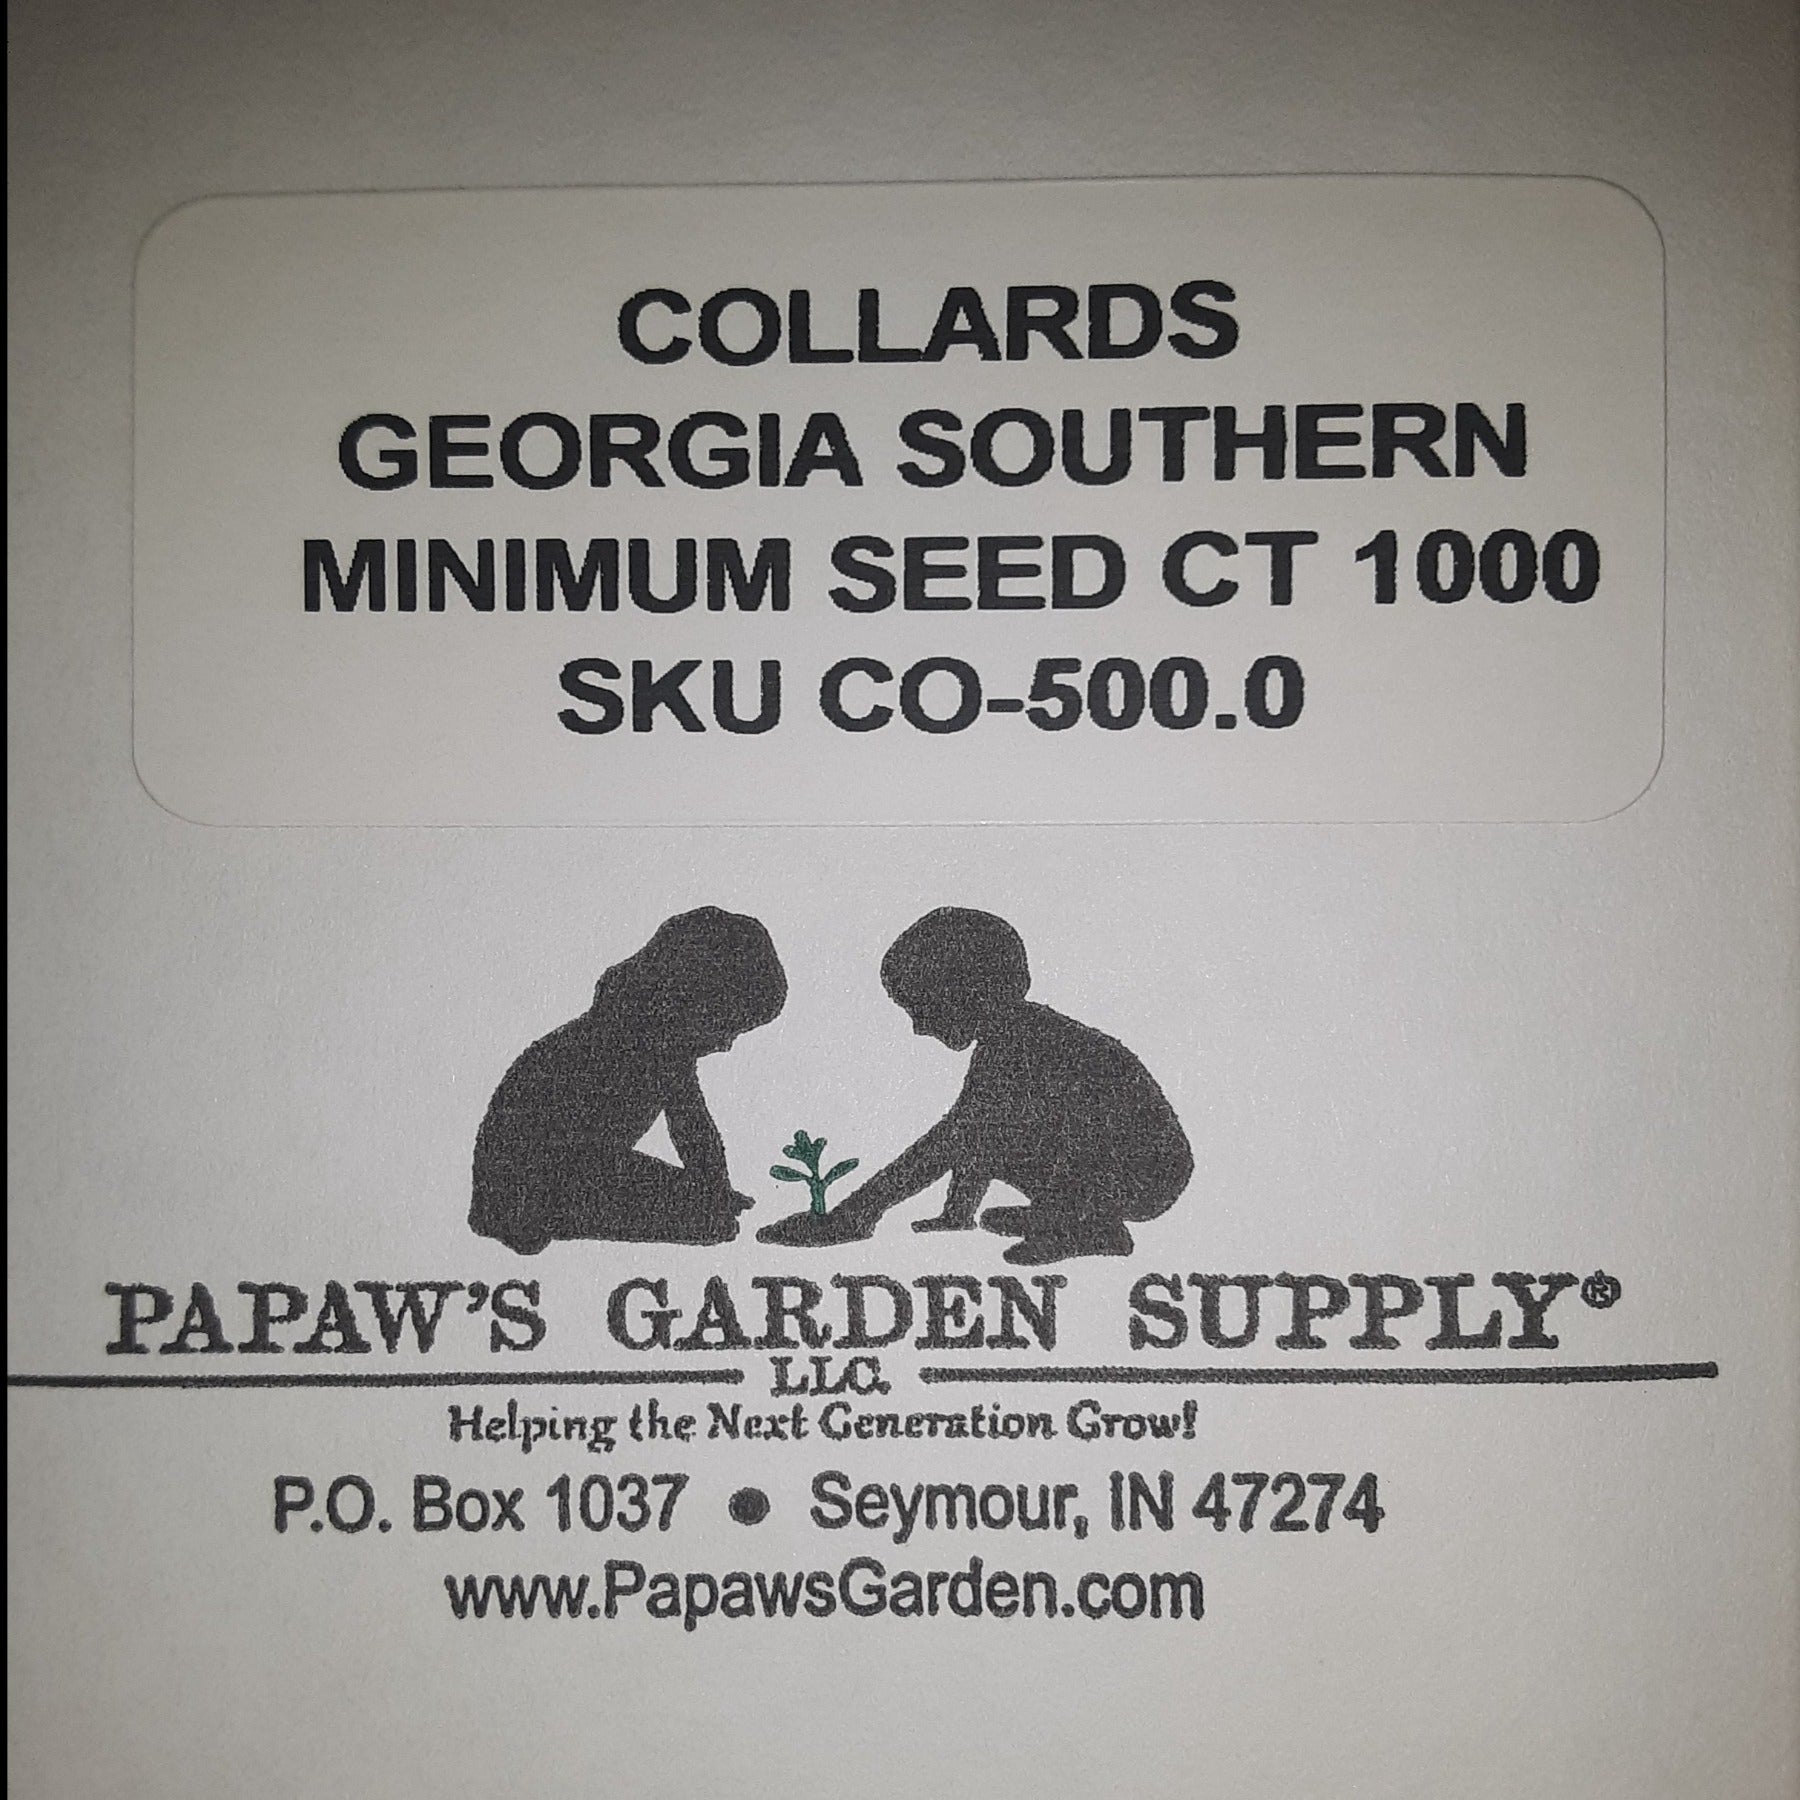 COLLARDS
GEORGIA SOUTHERN
MINIMUM SEED CT 1000
SKU CO-500.0
PAPAW'S GARDEN SUPPLY®
LLC.
Helping the Next Generation Grow!
P.O. Box 1037 ● Seymour, IN 47274
www.PapawsGarden.com